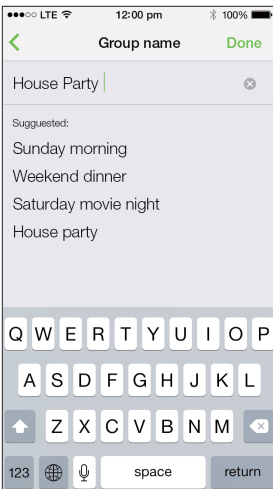 LTE 12:00 pm 100%
Group name Done
House Party
Sugguested:
Sunday morning
Weekend dinner
Saturday movie night
House party
Q W E R T Y U I O P
A S D F G H J K L
Z X C V B N M
123 space return